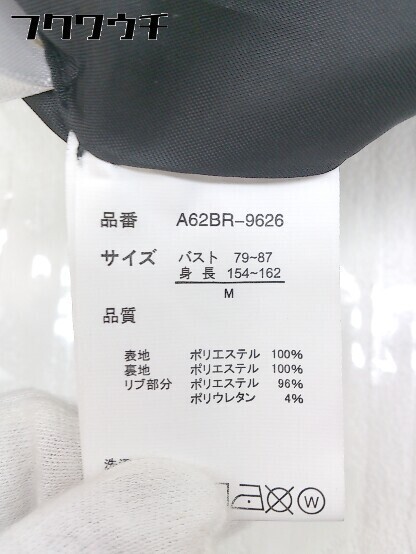 フクワウチ
品番 A62BR-9626
サイズ バスト 79~87
身長 154~162
M
品質
表地 ポリエステル 100%
裏地 ポリエステル 100%
リブ部分 ポリエステル 96%
ポリウレタン 4%
W